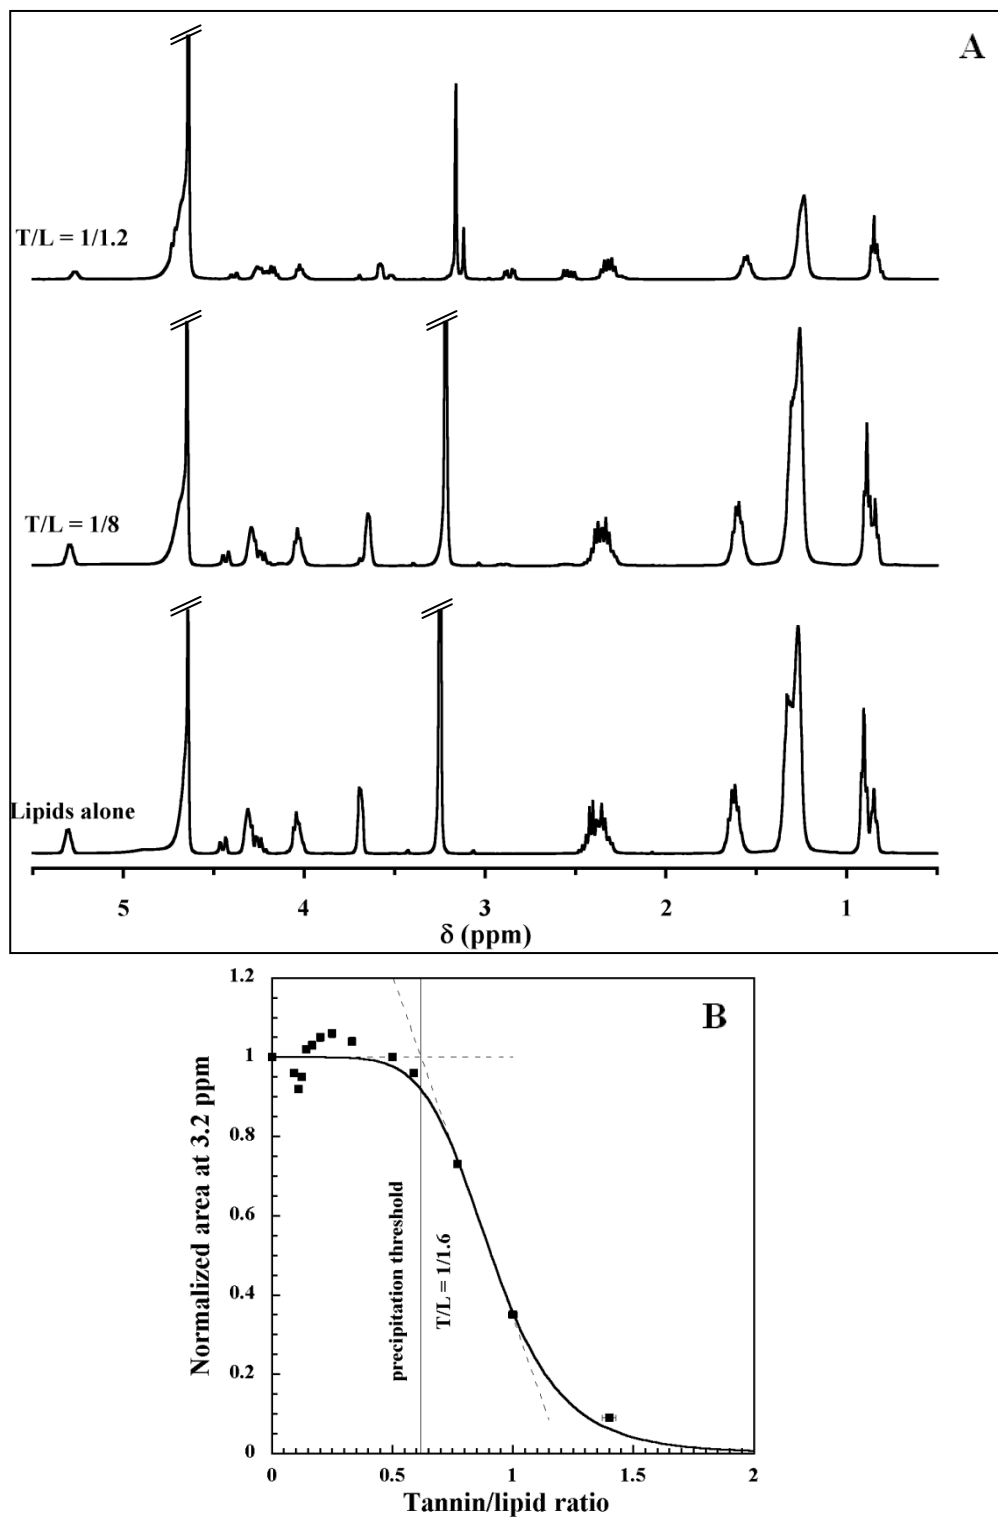 A
T/L = 1/1.2
T/L = 1/8
Lipids alone
5 4 3 2 1
δ (ppm)
B
1.2
1
0.8
0.6
0.4
0.2
0
Normalized area at 3.2 ppm
precipitation threshold
T/L = 1/1.6
0 0.5 1 1.5 2
Tannin/lipid ratio